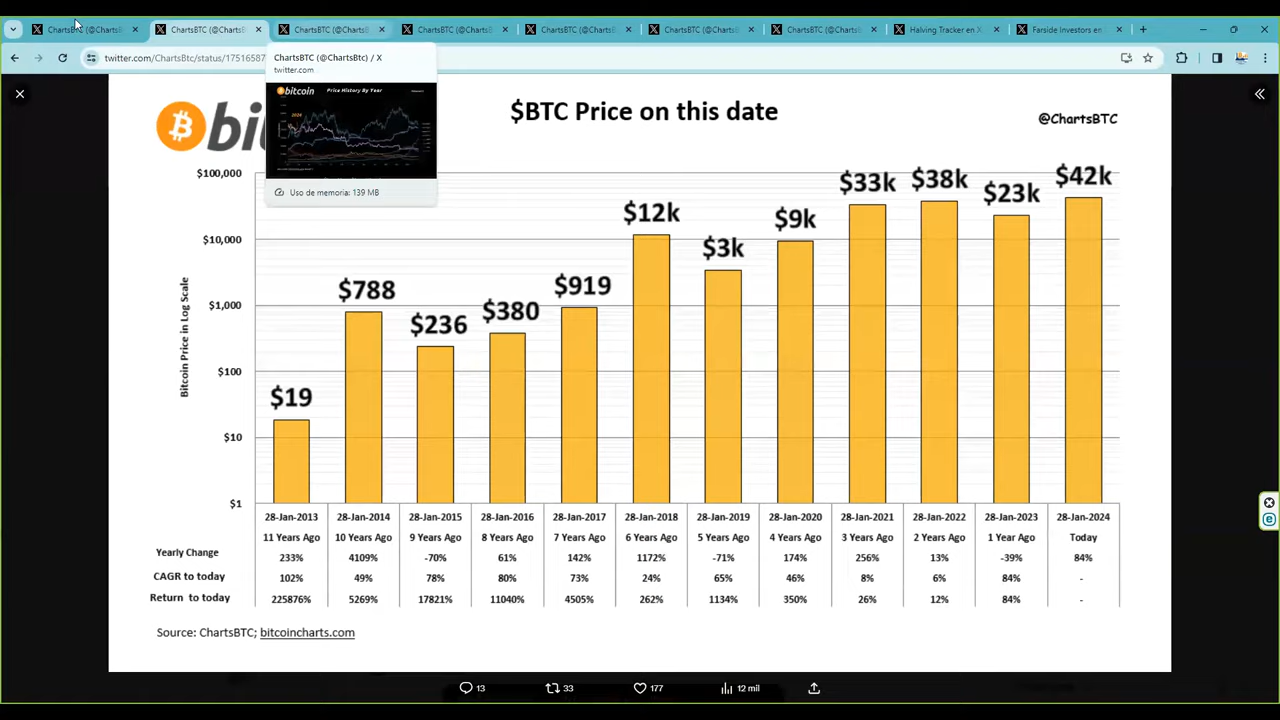 ChartsBTC (@ChartsB
ChartsBTC (@ChartsB
ChartsBTC (@ChartsB
ChartsBTC (@ChartsB
ChartsBTC (@ChartsB
ChartsBTC (@ChartsB
ChartsBTC (@ChartsB
Halving Tracker en X
Farside Investors en
twitter.com/ChartsBtc/status/17516587
ChartsBTC (@ChartsBtc) / X
twitter.com
bitcoin
Price History By Year
2024
Uso de memoria: 139 MB
bi
$BTC Price on this date
@ChartsBTC
Bitcoin Price in Log Scale
$100,000
$10,000
$1,000
$100
$10
$1
$19 $788 $236 $380 $919 $12k $3k $9k $33k $38k $23k $42k
28-Jan-2013 28-Jan-2014 28-Jan-2015 28-Jan-2016 28-Jan-2017 28-Jan-2018 28-Jan-2019 28-Jan-2020 28-Jan-2021 28-Jan-2022 28-Jan-2023 28-Jan-2024
11 Years Ago 10 Years Ago 9 Years Ago 8 Years Ago 7 Years Ago 6 Years Ago 5 Years Ago 4 Years Ago 3 Years Ago 2 Years Ago 1 Year Ago Today
Yearly Change 233% 4109% -70% 61% 142% 1172% -71% 174% 256% 13% -39% 84%
CAGR to today 102% 49% 78% 80% 73% 24% 65% 46% 8% 6% 84% -
Return to today 225876% 5269% 17821% 11040% 4505% 262% 1134% 350% 26% 12% 84% -
Source: ChartsBTC; bitcoincharts.com
13 33 177 12 mil